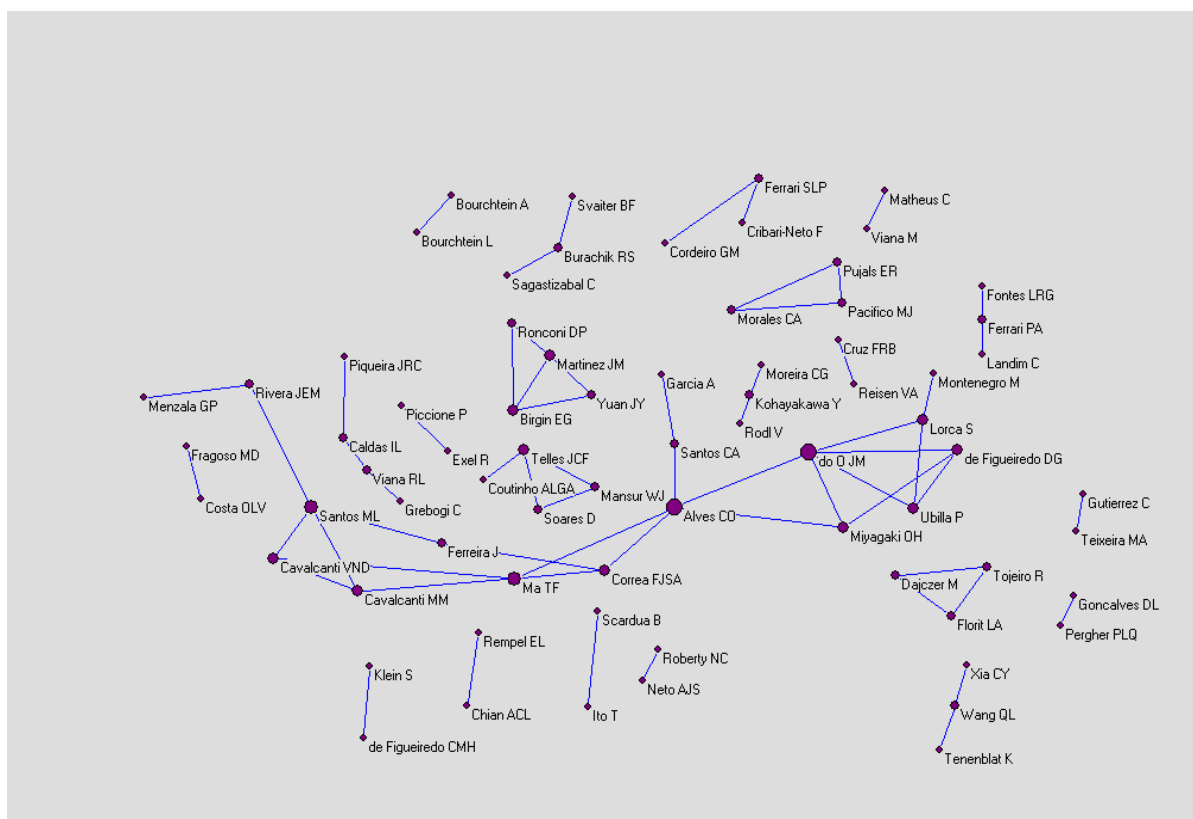 Ferrari SLP
Matheus C
Bourchtein A
Svaiter BF
Cribari-Neto F
Viana M
Bourchtein L
Cordeiro GM
Burachik RS
Pujals ER
Sagastizabal C
Fontes LRG
Morales CA
Pacifico MJ
Ronconi DP
Ferrari PA
Cruz FRB
Martinez JM
Piqueira JRC
Landim C
Moreira CG
Garcia A
Montenegro M
Rivera JEM
Reisen VA
Menzala GP
Yuan JY
Kohayakawa Y
Piccione P
Birgin EG
Lorca S
Rodl V
Caldas IL
Fragoso MD
Santos CA
Telles JCF
do O JM
de Figueiredo DG
Exel R
Viana RL
Coutinho ALGA
Mansur WJ
Gutierrez C
Costa OLV
Grebogi C
Santos ML
Soares D
Alves CO
Ubilla P
Miyagaki OH
Teixeira MA
Ferreira J
Cavalcanti VND
Correa FJSA
Tojeiro R
Dajczer M
Ma TF
Cavalcanti MM
Goncalves DL
Scardua B
Florit LA
Pergher PLQ
Rempel EL
Roberty NC
Klein S
Xia CY
Neto AJS
Chian ACL
Ito T
Wang QL
de Figueiredo CMH
Tenenblat K